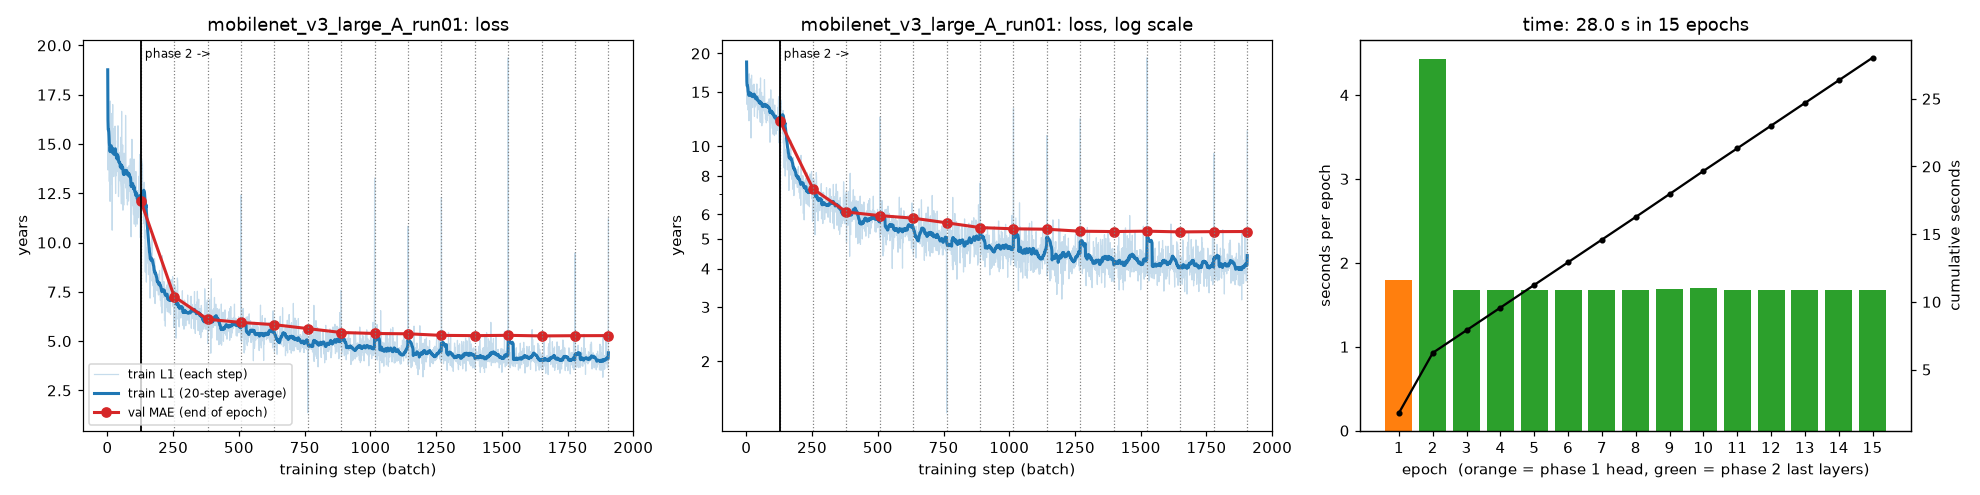 mobilenet_v3_large_A_run01: loss
phase 2 ->
20.0
17.5
15.0
12.5
10.0
7.5
5.0
2.5
years
train L1 (each step)
train L1 (20-step average)
val MAE (end of epoch)
0 250 500 750 1000 1250 1500 1750 2000
training step (batch)
mobilenet_v3_large_A_run01: loss, log scale
phase 2 ->
20
15
10
8
6
5
4
3
2
years
0 250 500 750 1000 1250 1500 1750 2000
training step (batch)
time: 28.0 s in 15 epochs
4
3
2
1
0
seconds per epoch
25
20
15
10
5
cumulative seconds
1 2 3 4 5 6 7 8 9 10 11 12 13 14 15
epoch (orange = phase 1 head, green = phase 2 last layers)